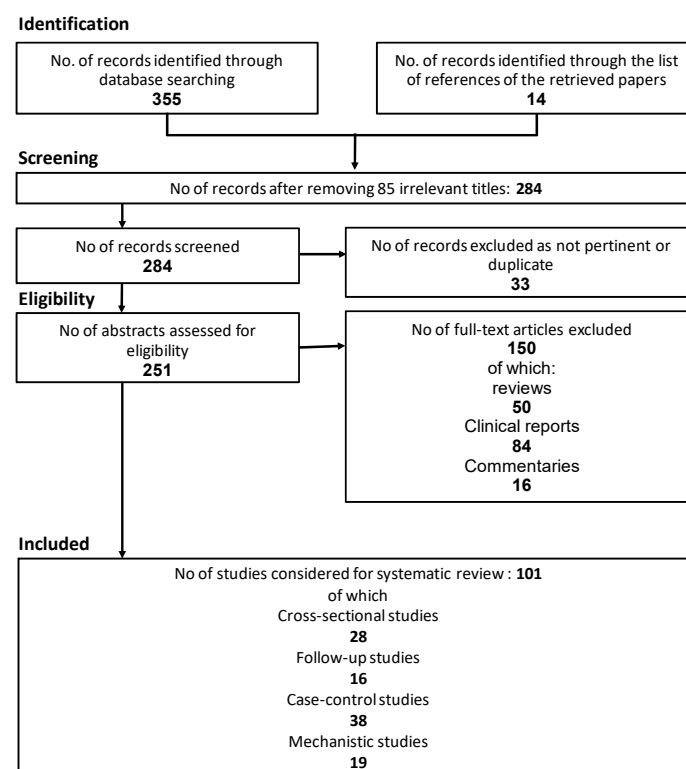 Identification
No. of records identified through
database searching
355
No. of records identified through the list
of references of the retrieved papers
14
Screening
No of records after removing 85 irrelevant titles: 284
No of records screened
284
No of records excluded as not pertinent or
duplicate
33
Eligibility
No of abstracts assessed for
eligibility
251
No of full-text articles excluded
150
of which:
reviews
50
Clinical reports
84
Commentaries
16
Included
No of studies considered for systematic review : 101
of which
Cross-sectional studies
28
Follow-up studies
16
Case-control studies
38
Mechanistic studies
19